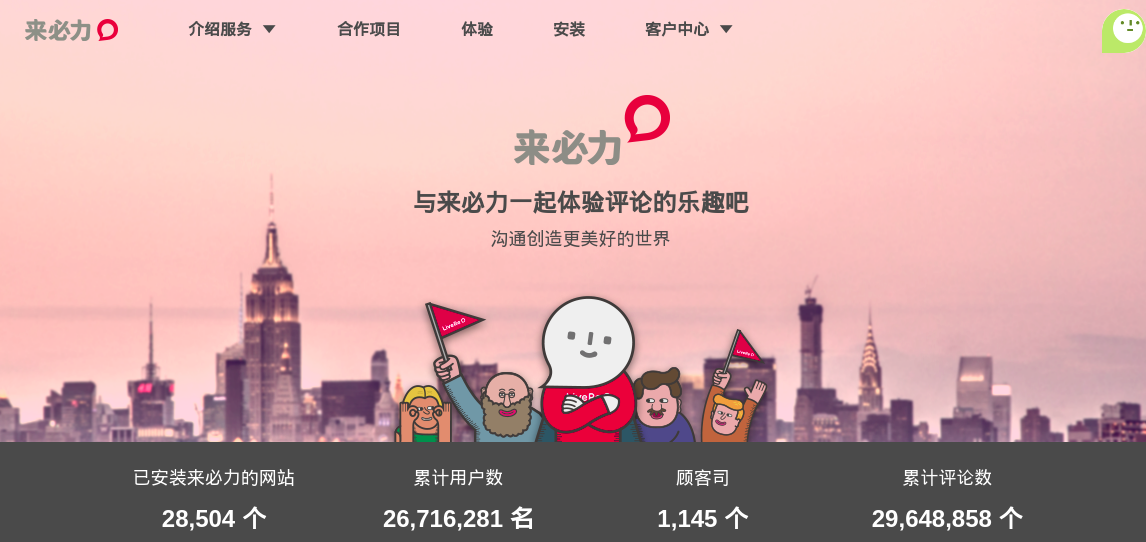 来必力 介绍服务 合作项目 体验 安装 客户中心
来必力
与来必力一起体验评论的乐趣吧
沟通创造更美好的世界
LiveRe
LiveRe
LiveRe
已安装来必力的网站 累计用户数 顾客司 累计评论数
28,504 个 26,716,281 名 1,145 个 29,648,858 个